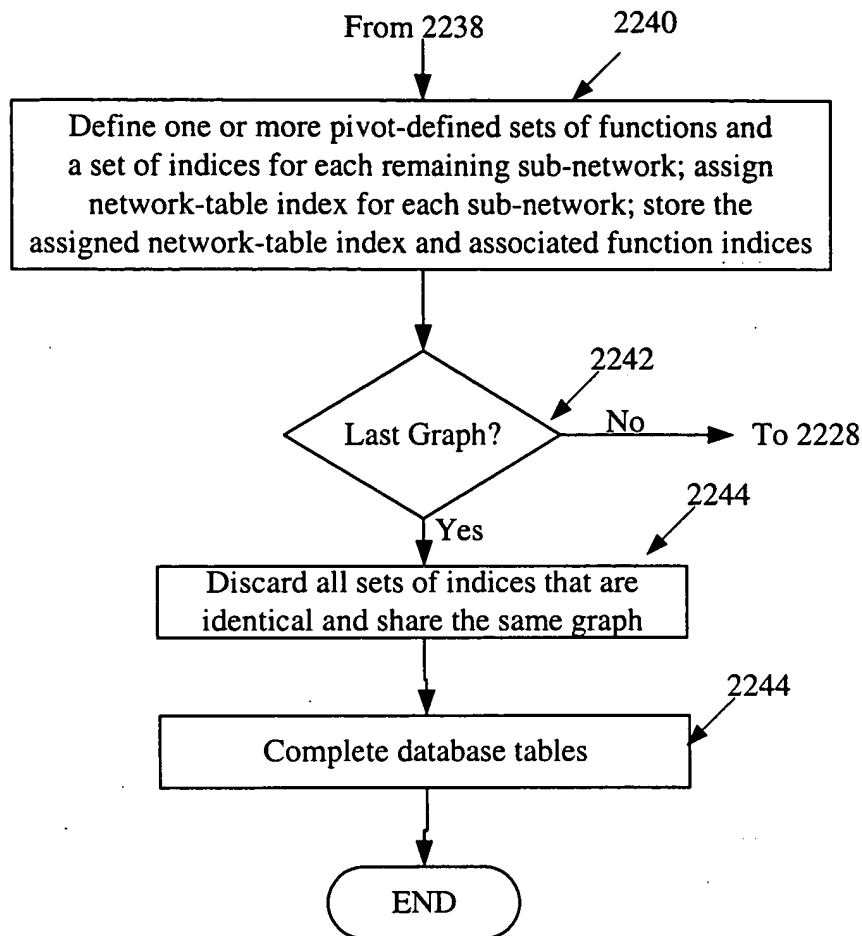 From 2238
2240
Define one or more pivot-defined sets of functions and
a set of indices for each remaining sub-network; assign
network-table index for each sub-network; store the
assigned network-table index and associated function indices
2242
Last Graph?
No
To 2228
Yes
2244
Discard all sets of indices that are
identical and share the same graph
2244
Complete database tables
END